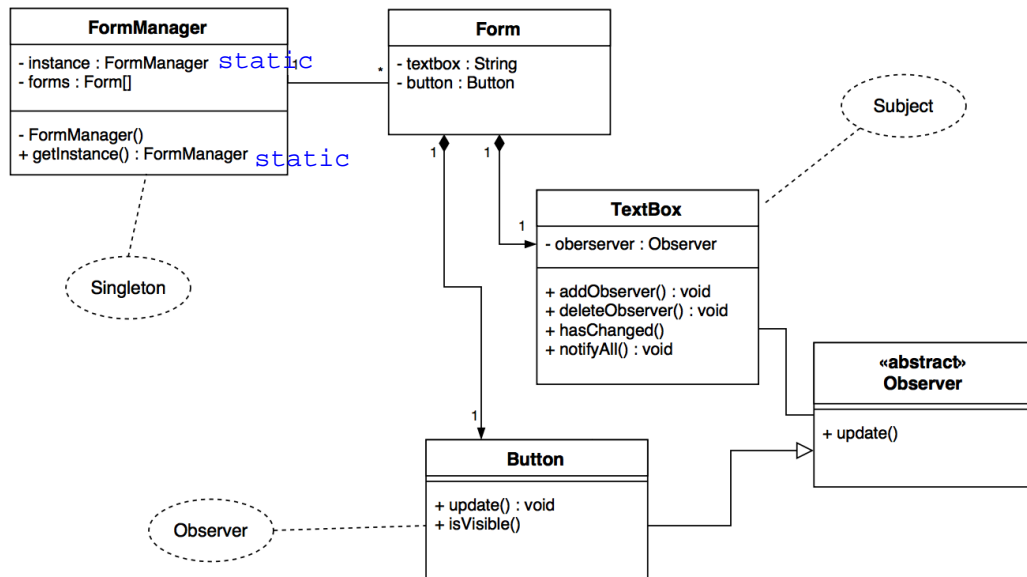 FormManager
- instance : FormManager static
- forms : Form[]
- FormManager()
+ getInstance() : FormManager static
1
*
Form
- textbox : String
- button : Button
1
1
Subject
Singleton
1
TextBox
- oberserver : Observer
+ addObserver() : void
+ deleteObserver() : void
+ hasChanged()
+ notifyAll() : void
«abstract»
Observer
+ update()
1
Button
+ update() : void
+ isVisible()
Observer